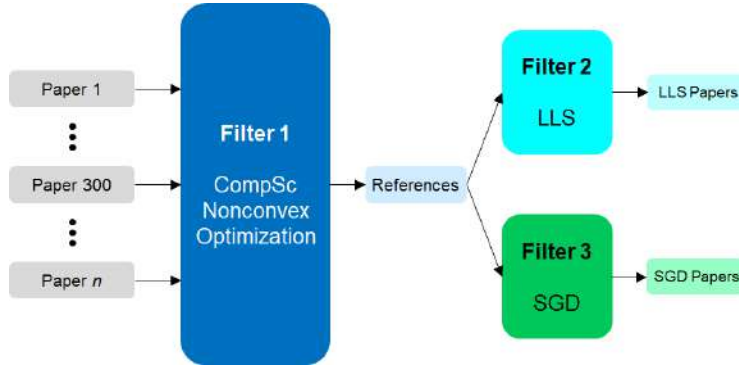 Paper 1
Paper 300
Paper n
Filter 1
CompSc
Nonconvex
Optimization
References
Filter 2
LLS
LLS Papers
Filter 3
SGD
SGD Papers